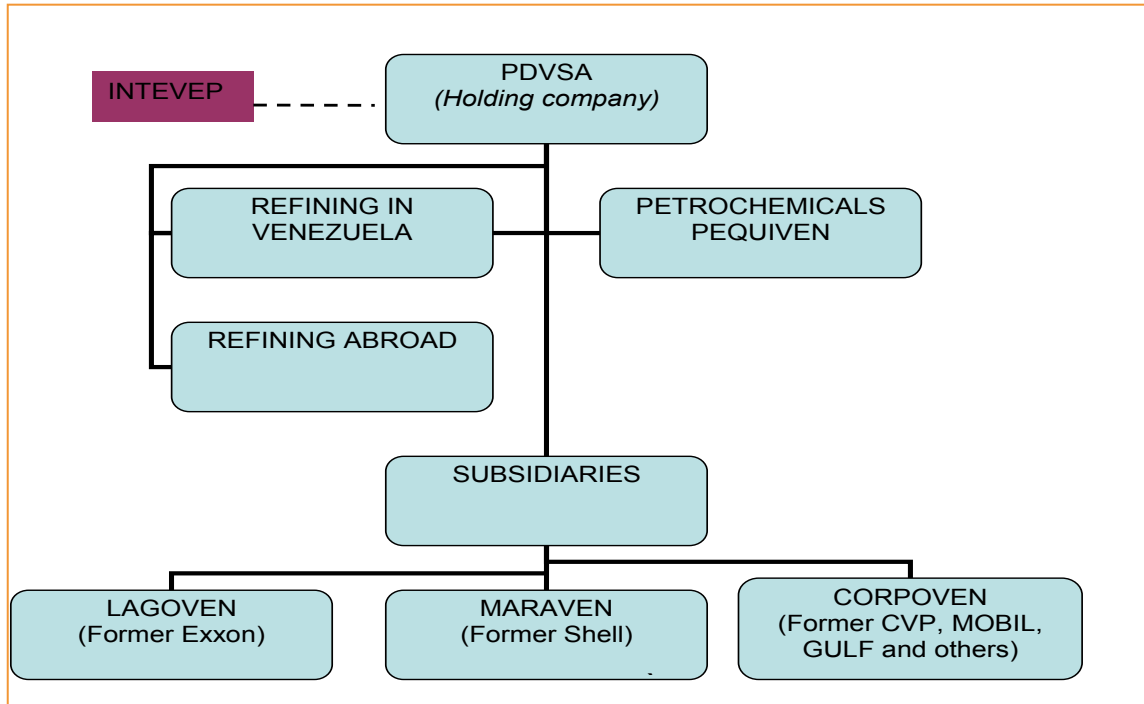 PDVSA
(Holding company)
INTEVEP
REFINING IN
VENEZUELA
PETROCHEMICALS
PEQUIVEN
REFINING ABROAD
SUBSIDIARIES
LAGOVEN
(Former Exxon)
MARAVEN
(Former Shell)
CORPOVEN
(Former CVP, MOBIL,
GULF and others)